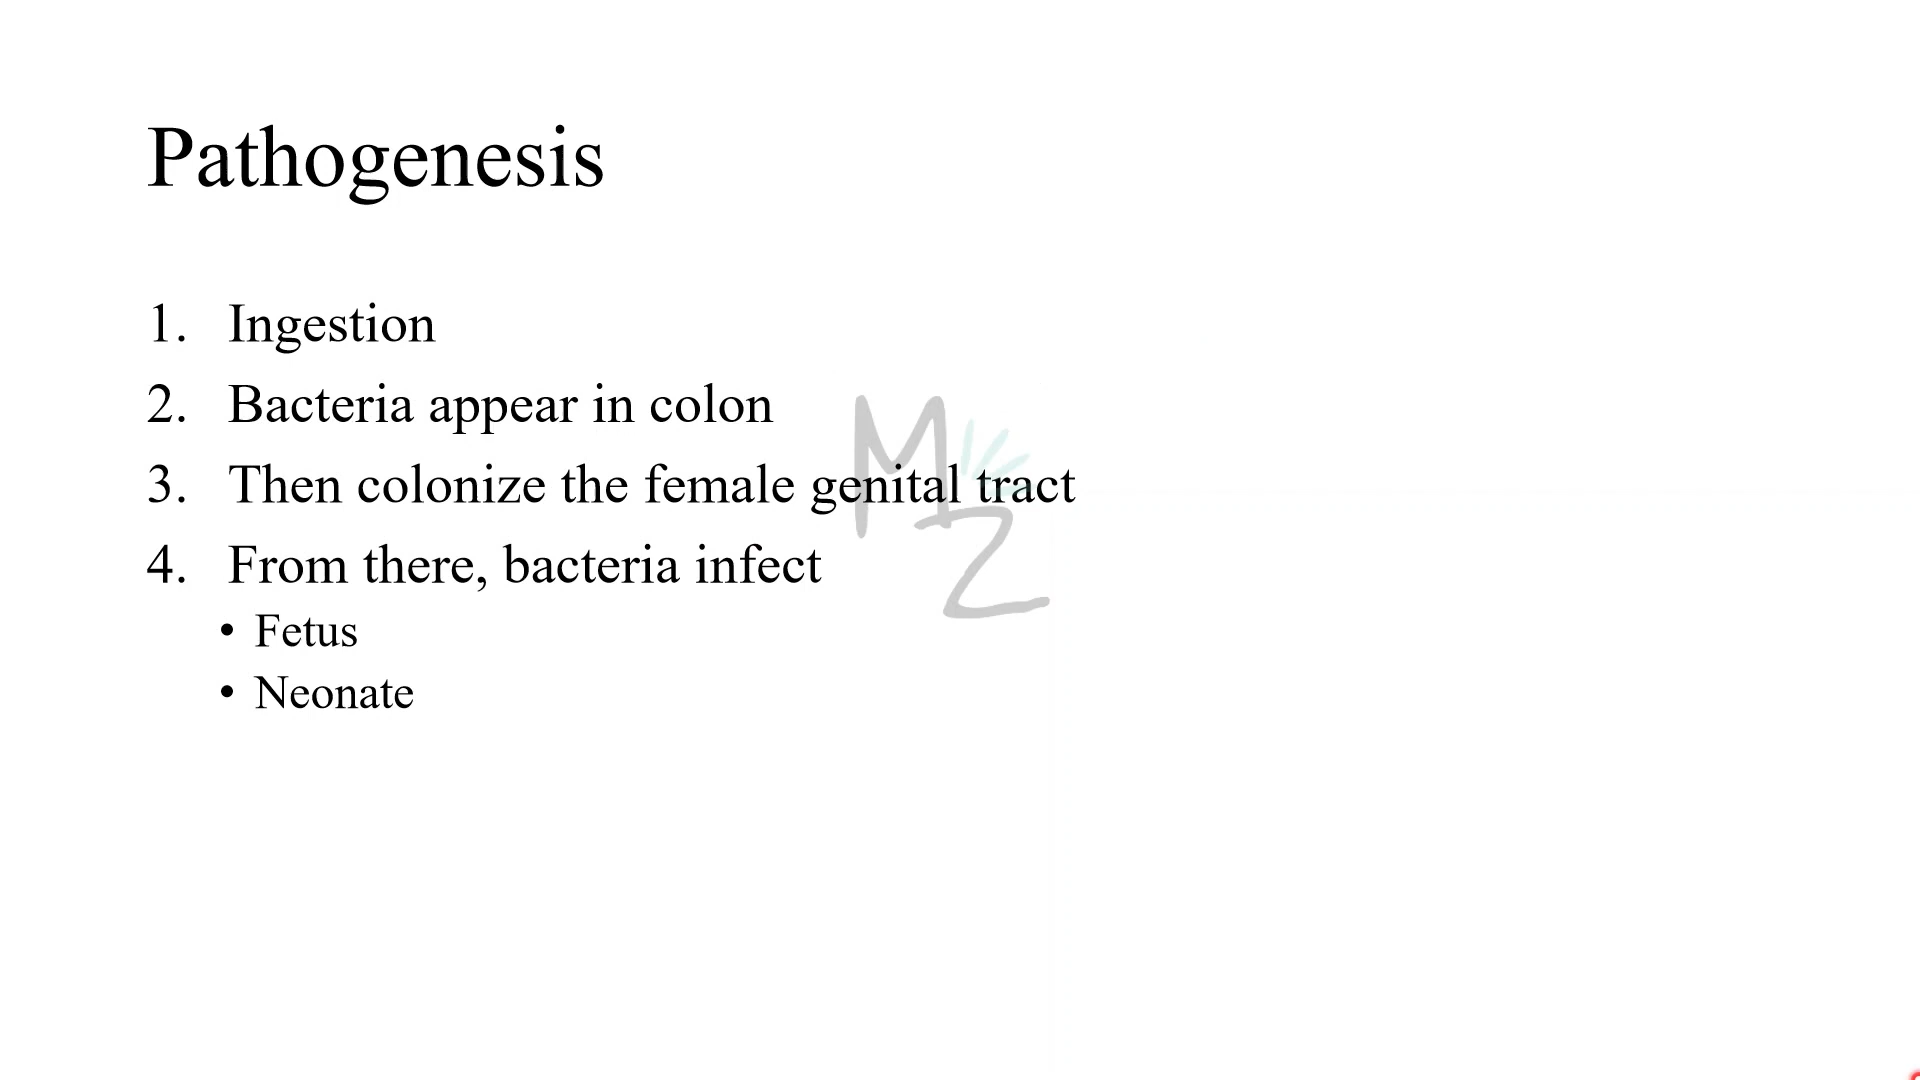 Pathogenesis
1. Ingestion
2. Bacteria appear in colon
3. Then colonize the female genital tract
4. From there, bacteria infect
• Fetus
• Neonate
MZ